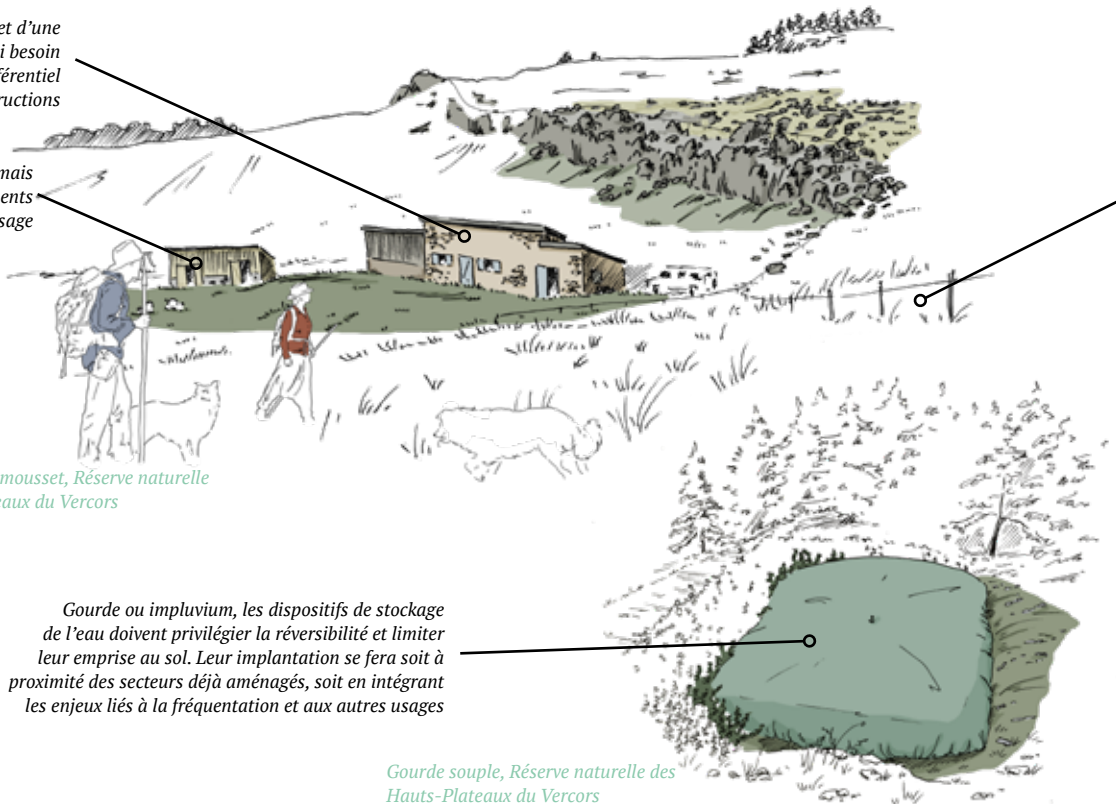 et d’une
i besoin
férentiel
ructions
mais
ents
sage
mousset, Réserve naturelle
eaux du Vercors
Gourde ou impluvium, les dispositifs de stockage
de l’eau doivent privilégier la réversibilité et limiter
leur emprise au sol. Leur implantation se fera soit à
proximité des secteurs déjà aménagés, soit en intégrant
les enjeux liés à la fréquentation et aux autres usages
Gourde souple, Réserve naturelle des
Hauts-Plateaux du Vercors